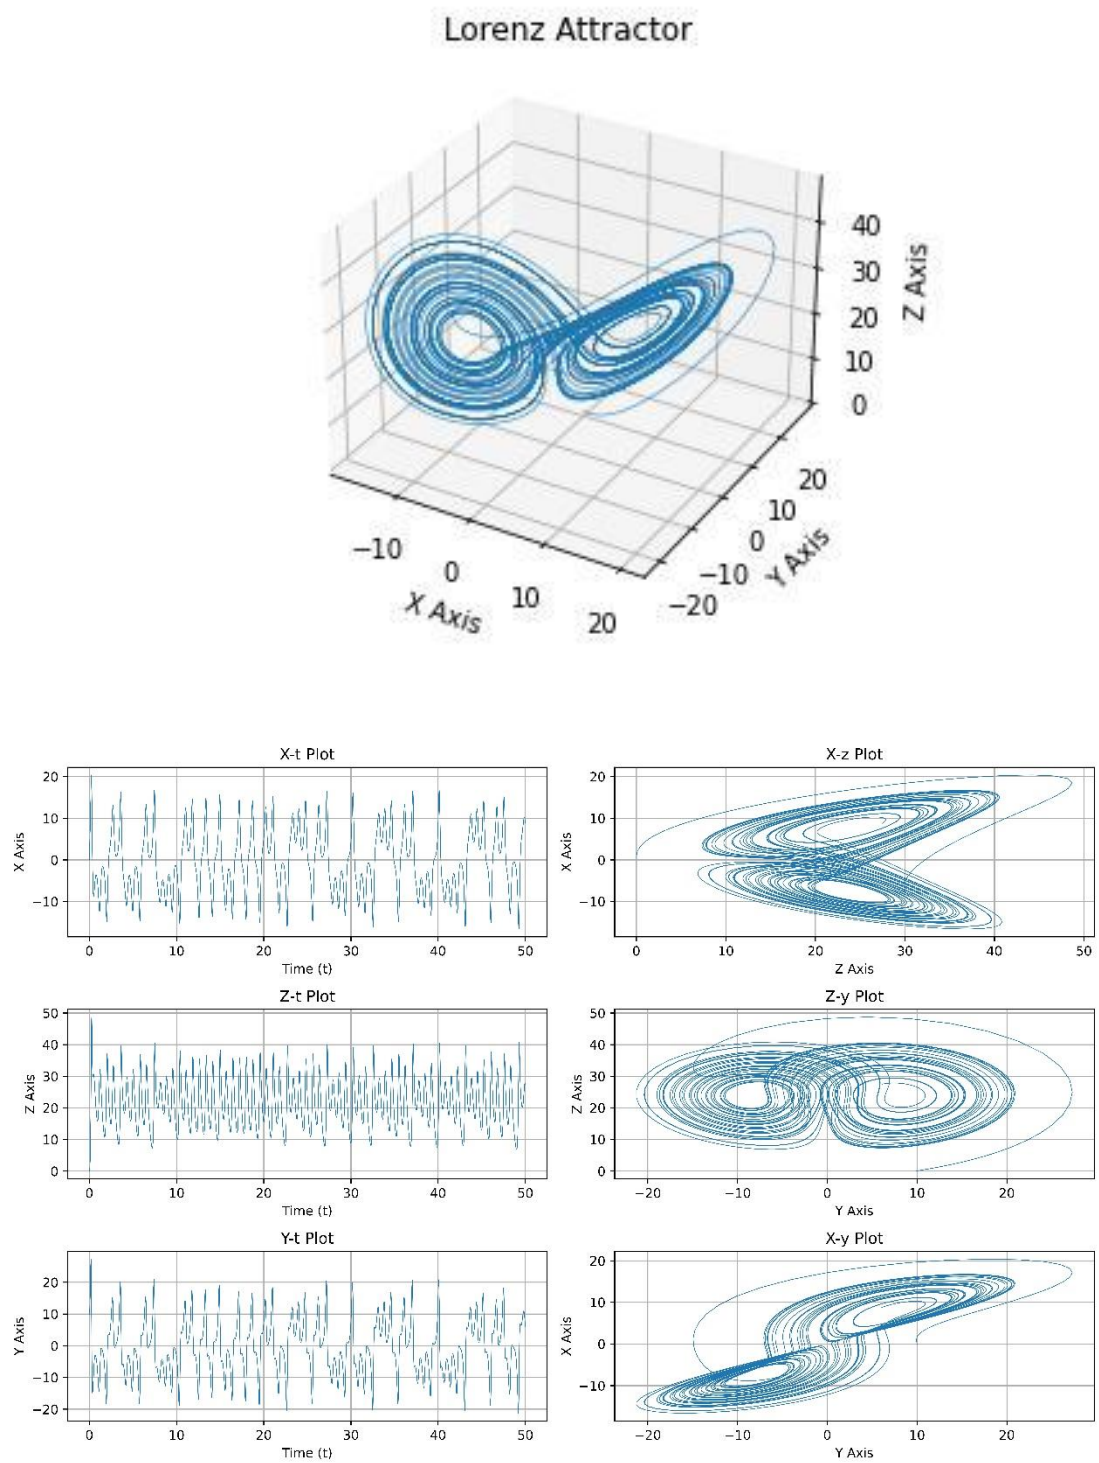 Lorenz Attractor
40
30
20
10
0
Z Axis
20
10
0
−10
−20
Y Axis
−10
0
10
20
X Axis
X-t Plot
20
10
0
−10
X Axis
0 10 20 30 40 50
Time (t)
X-z Plot
20
10
0
−10
X Axis
0 10 20 30 40 50
Z Axis
Z-t Plot
50
40
30
20
10
0
Z Axis
0 10 20 30 40 50
Time (t)
Z-y Plot
50
40
30
20
10
0
Z Axis
−20 −10 0 10 20
Y Axis
Y-t Plot
20
10
0
−10
−20
Y Axis
0 10 20 30 40 50
Time (t)
X-y Plot
20
10
0
−10
X Axis
−20 −10 0 10 20
Y Axis